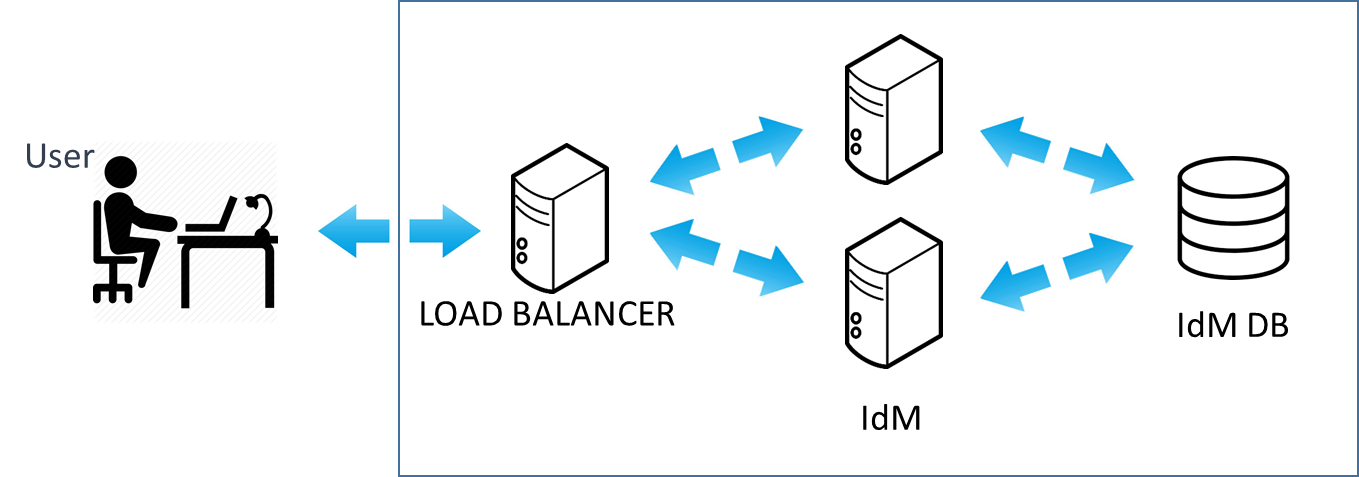 User
LOAD BALANCER
IdM
IdM DB